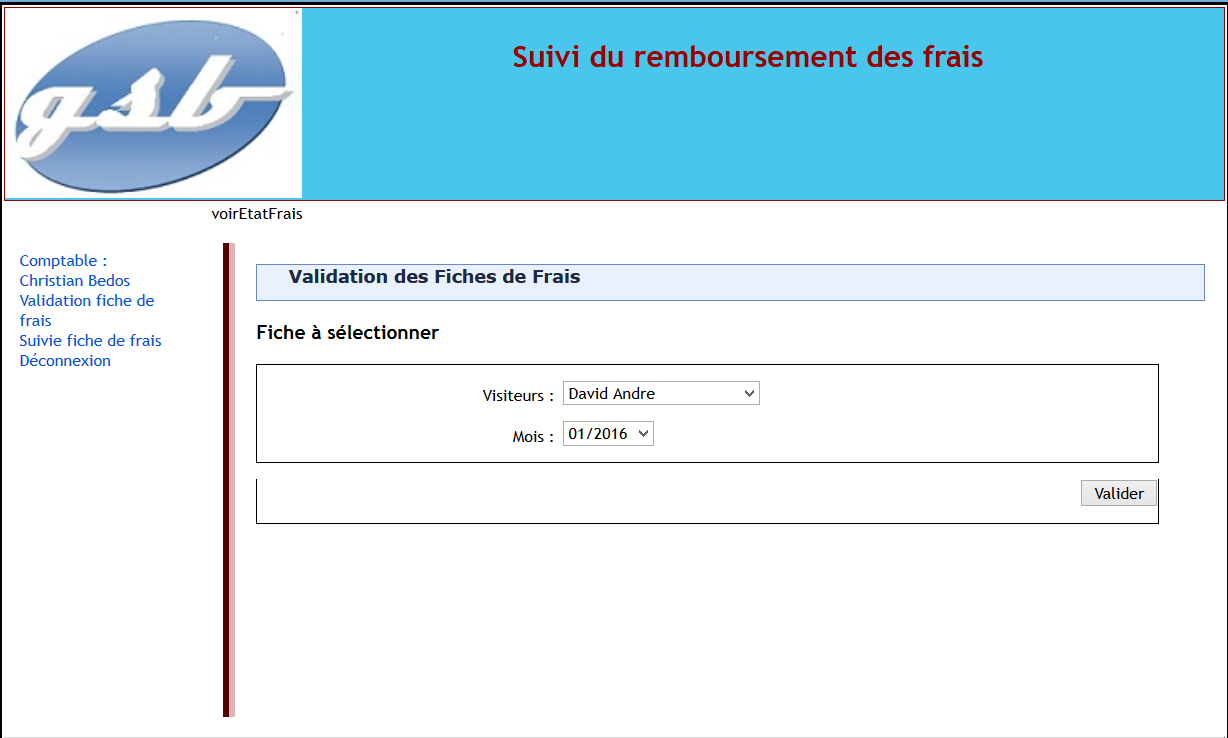 gsb
Suivi du remboursement des frais
voirEtatFrais
Comptable :
Christian Bedos
Validation fiche de
frais
Suivie fiche de frais
Déconnexion
Validation des Fiches de Frais
Fiche à sélectionner
Visiteurs : David Andre
Mois : 01/2016
Valider